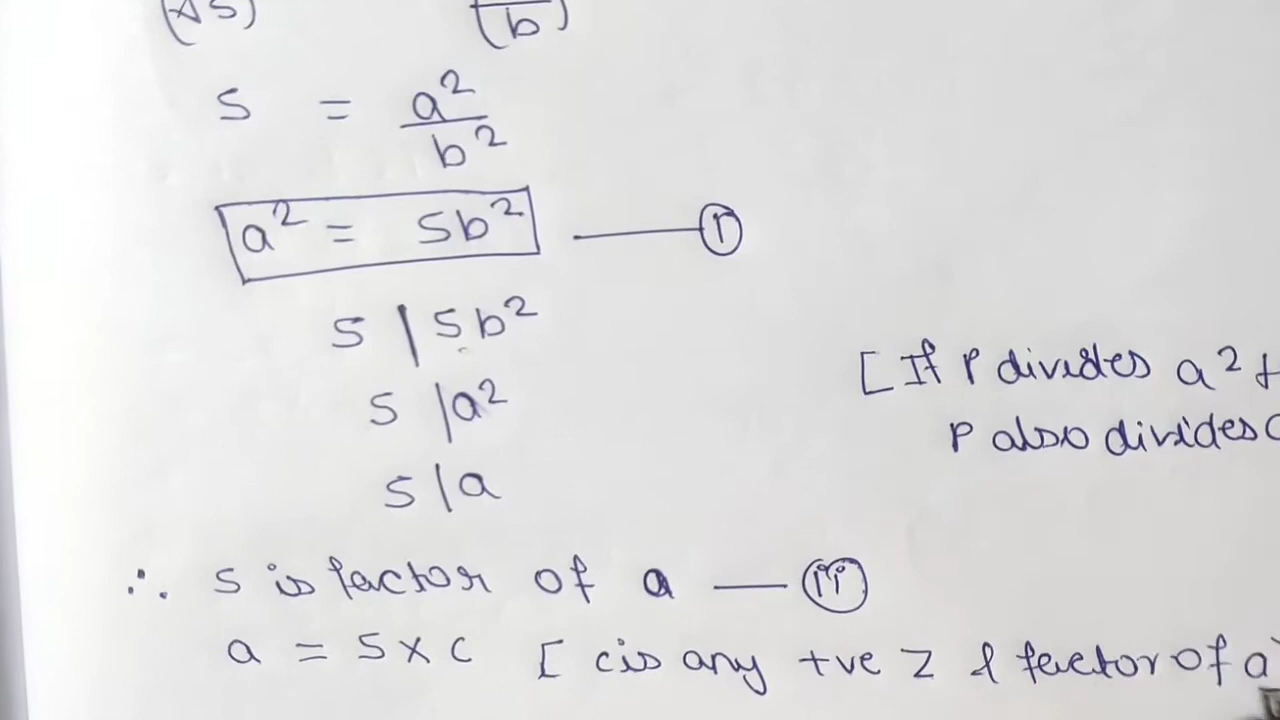 (√5) (b)
5 = a²/b²
a² = 5b² —— (i)
5 | 5b²
5 | a²
[ If P divides a²
P also divides
5 | a
∴ 5 is factor of a — (ii)
a = 5 × c [ c is any +ve Z & factor of a